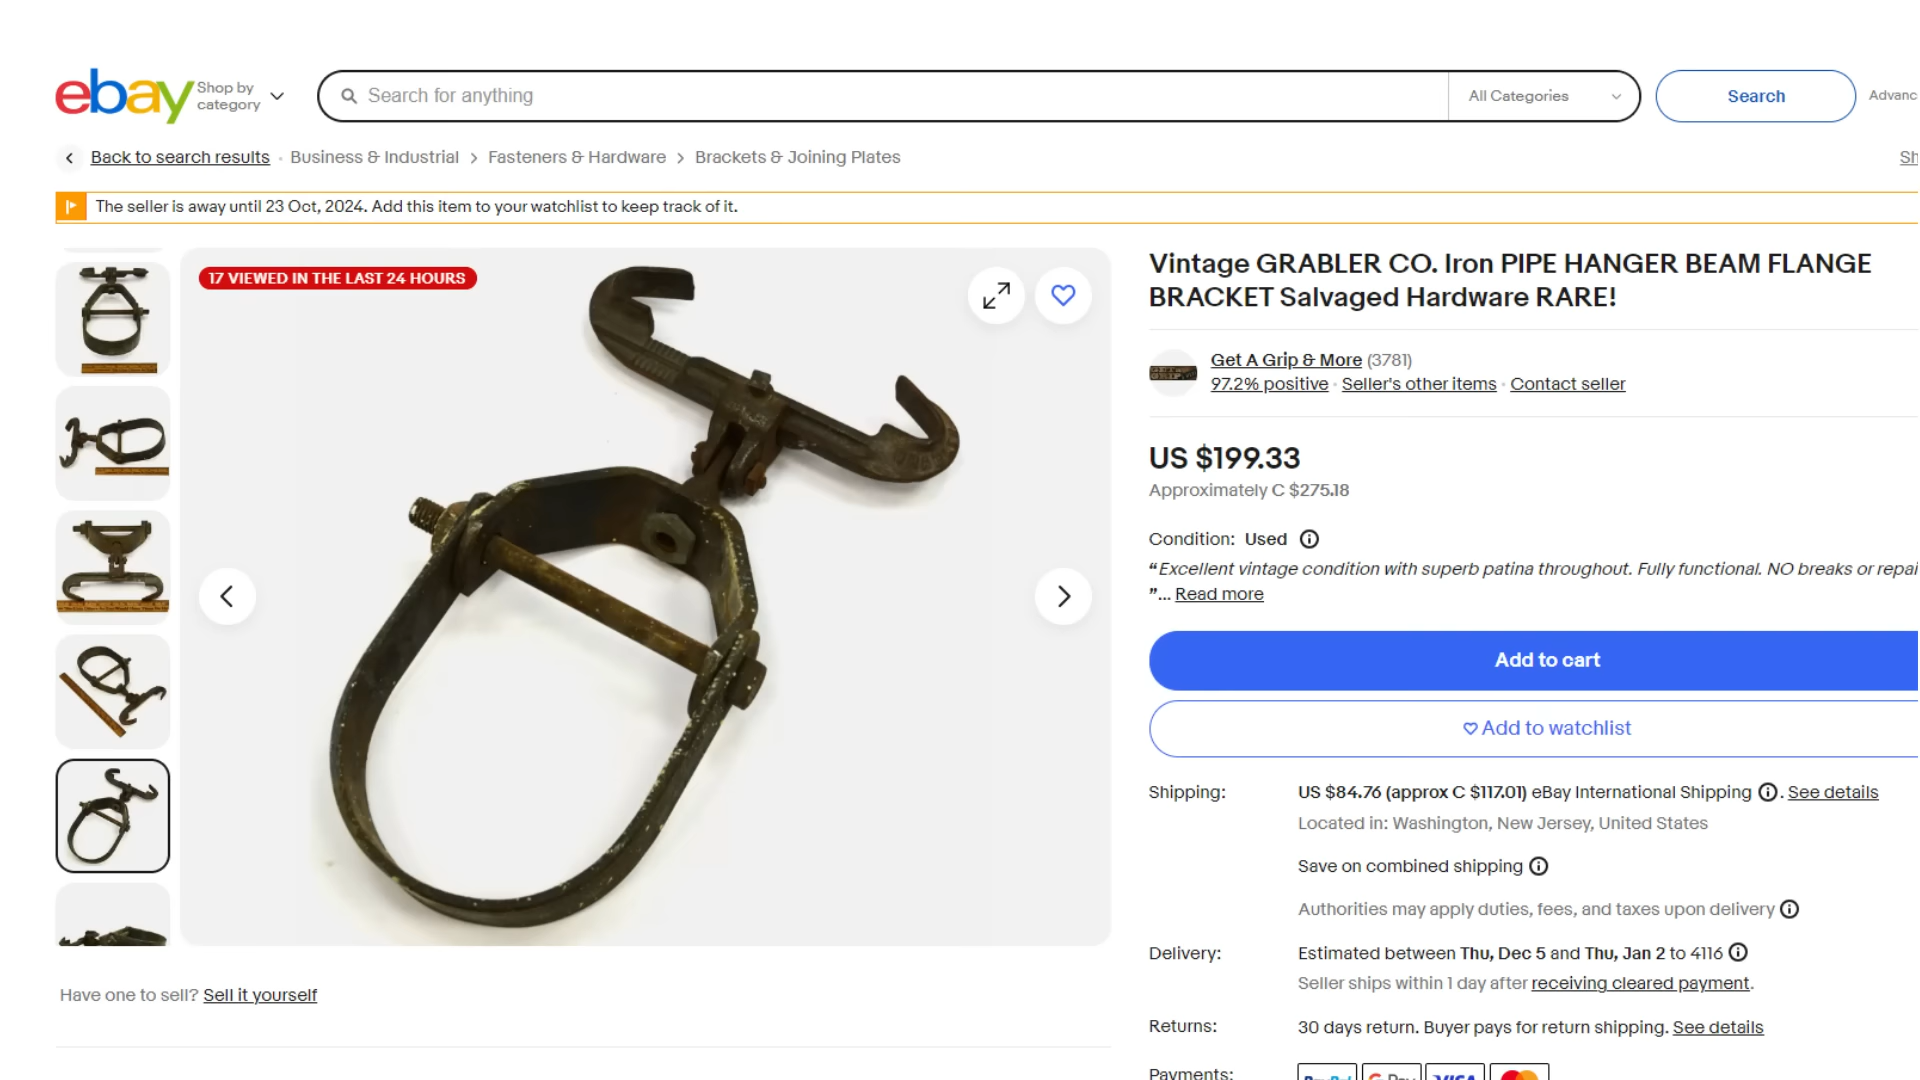 ebay
Shop by
category
Search for anything
All Categories
Search
Advanc
Back to search results
Business & Industrial
Fasteners & Hardware
Brackets & Joining Plates
Sh
The seller is away until 23 Oct, 2024. Add this item to your watchlist to keep track of it.
17 VIEWED IN THE LAST 24 HOURS
Vintage GRABLER CO. Iron PIPE HANGER BEAM FLANGE
BRACKET Salvaged Hardware RARE!
Get A Grip & More (3781)
97.2% positive · Seller's other items · Contact seller
US $199.33
Approximately C $275.18
Condition: Used
“Excellent vintage condition with superb patina throughout. Fully functional. NO breaks or repai
”... Read more
Add to cart
Add to watchlist
Shipping: US $84.76 (approx C $117.01) eBay International Shipping. See details
Located in: Washington, New Jersey, United States
Save on combined shipping
Authorities may apply duties, fees, and taxes upon delivery
Delivery: Estimated between Thu, Dec 5 and Thu, Jan 2 to 4116
Seller ships within 1 day after receiving cleared payment.
Returns: 30 days return. Buyer pays for return shipping. See details
Payments: PayPal G Pay VISA
Have one to sell? Sell it yourself